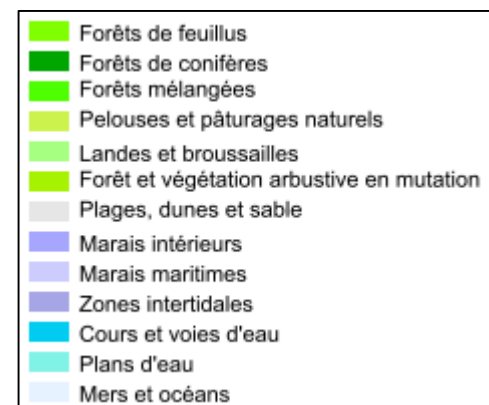 Forêts de feuillus
Forêts de conifères
Forêts mélangées
Pelouses et pâturages naturels
Landes et broussailles
Forêt et végétation arbustive en mutation
Plages, dunes et sable
Marais intérieurs
Marais maritimes
Zones intertidales
Cours et voies d'eau
Plans d'eau
Mers et océans